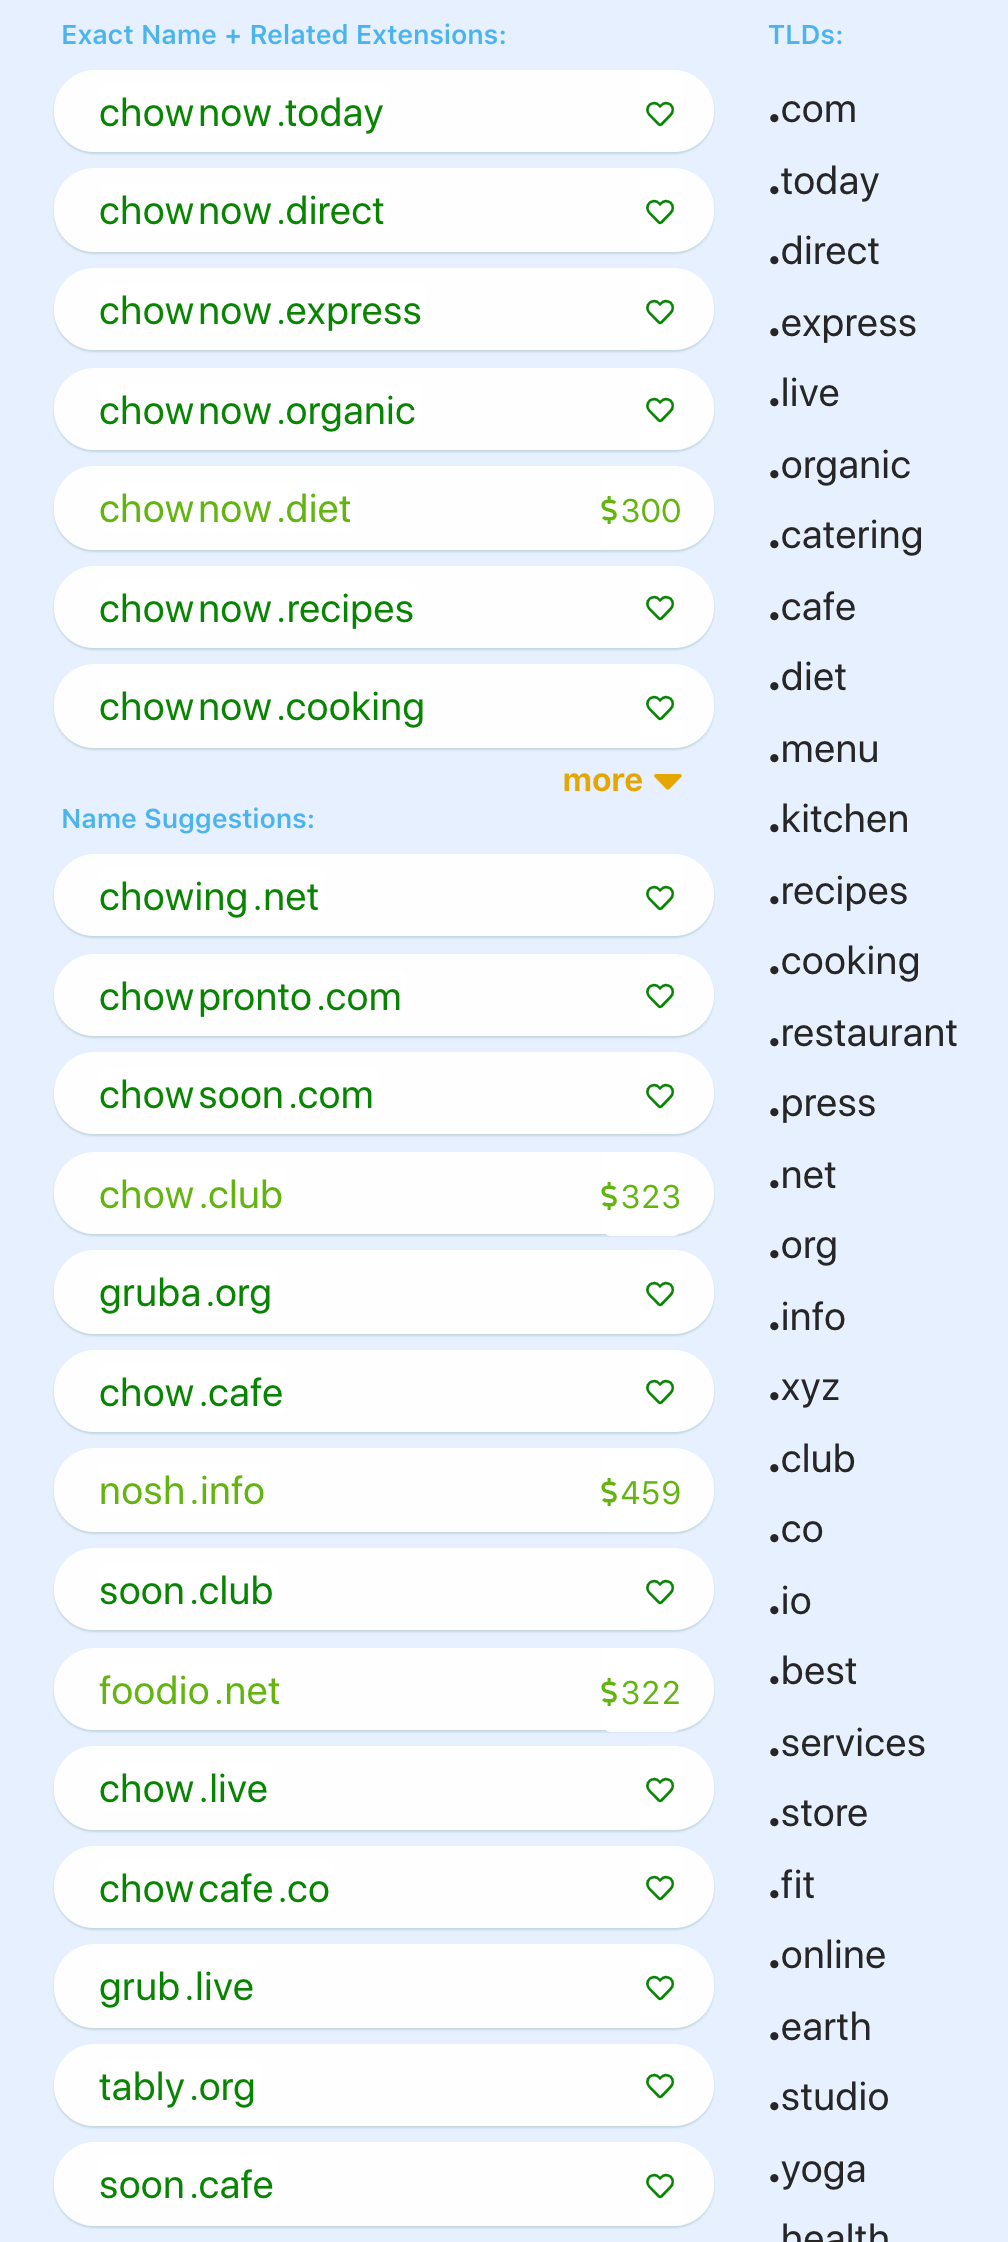 Exact Name + Related Extensions:
chownow.today
chownow.direct
chownow.express
chownow.organic
chownow.diet $300
chownow.recipes
chownow.cooking
more
Name Suggestions:
chowing.net
chowpronto.com
chowsoon.com
chow.club $323
gruba.org
chow.cafe
nosh.info $459
soon.club
foodio.net $322
chow.live
chowcafe.co
grub.live
tably.org
soon.cafe
TLDs:
.com
.today
.direct
.express
.live
.organic
.catering
.cafe
.diet
.menu
.kitchen
.recipes
.cooking
.restaurant
.press
.net
.org
.info
.xyz
.club
.co
.io
.best
.services
.store
.fit
.online
.earth
.studio
.yoga
.health